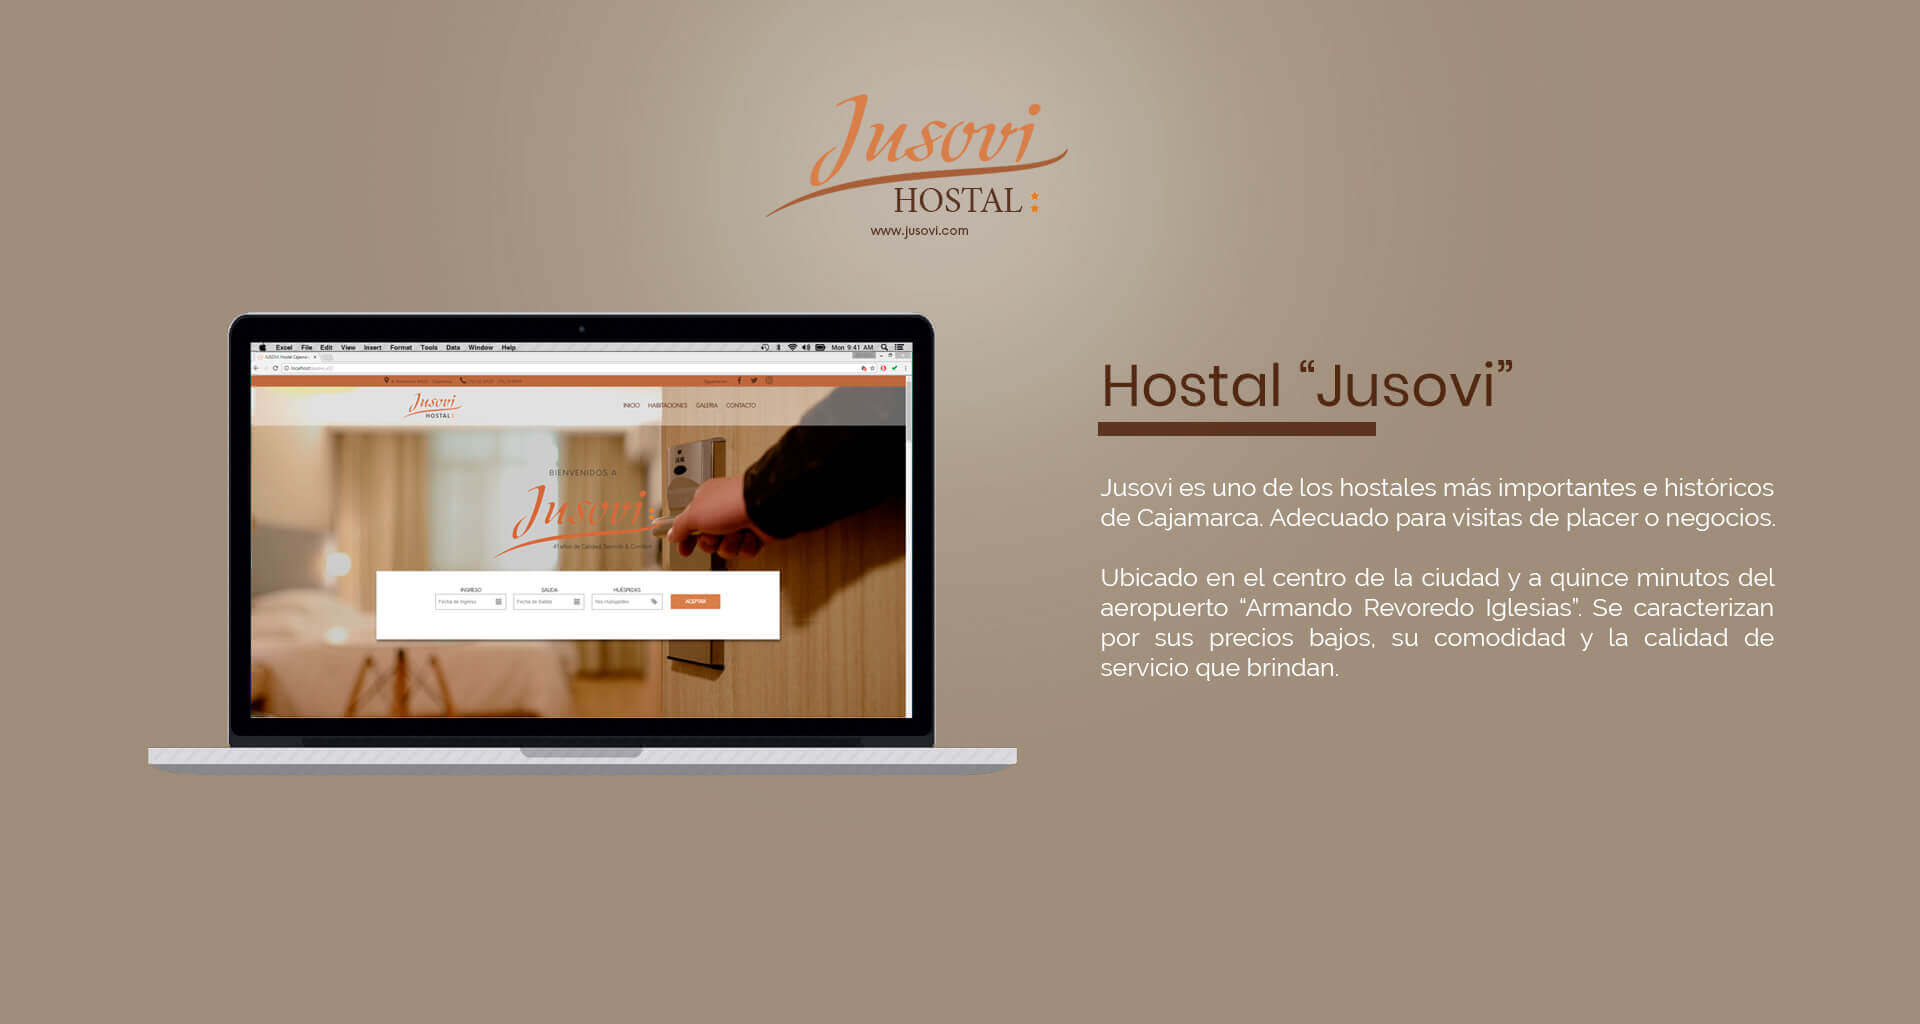 Jusovi
HOSTAL
www.jusovi.com
Excel File Edit View Insert Format Tools Data Window Help
Mon 9:41 AM
JUSOVI Hostal
localhost
Jusovi
HOSTAL
INICIO HABITACIONES GALERIA CONTACTO
BIENVENIDOS A
Jusovi
INGRESO SALIDA HUÉSPEDES
Fecha de Ingreso Fecha de Salida ACEPTAR
Hostal “Jusovi”
Jusovi es uno de los hostales más importantes e históricos
de Cajamarca. Adecuado para visitas de placer o negocios.
Ubicado en el centro de la ciudad y a quince minutos del
aeropuerto “Armando Revoredo Iglesias”. Se caracterizan
por sus precios bajos, su comodidad y la calidad de
servicio que brindan.